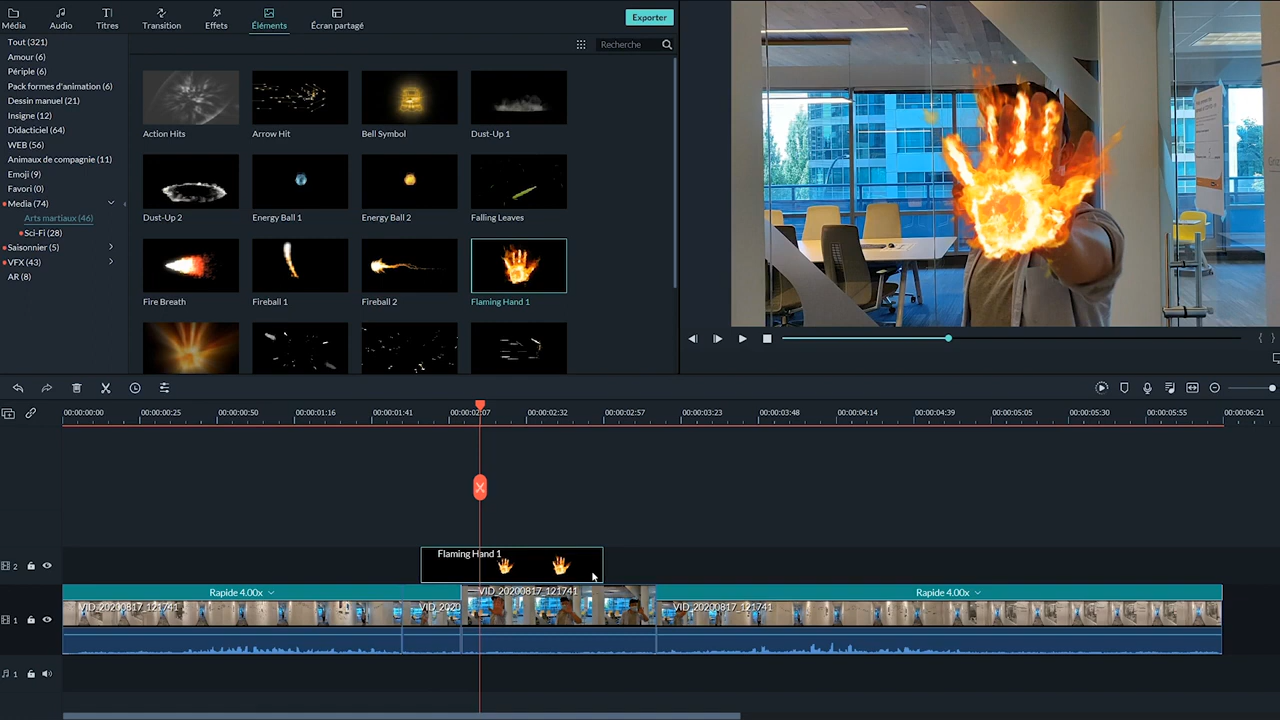 Média Audio Titres Transition Effets Éléments Écran partagé Exporter
Recherche
Tout (321)
Amour (6)
Périple (6)
Pack formes d'animation (6)
Dessin manuel (21)
Insigne (12)
Didacticiel (64)
WEB (56)
Animaux de compagnie (11)
Emoji (9)
Favori (0)
Media (74)
Arts martiaux (46)
Sci-Fi (28)
Saisonnier (5)
VFX (43)
AR (8)
Action Hits Arrow Hit Bell Symbol Dust-Up 1
Dust-Up 2 Energy Ball 1 Energy Ball 2 Falling Leaves
Fire Breath Fireball 1 Fireball 2 Flaming Hand 1
00:00:00:00 00:00:00:25 00:00:00:50 00:00:01:16 00:00:01:41 00:00:02:07 00:00:02:32 00:00:02:57 00:00:03:23 00:00:03:48 00:00:04:14 00:00:04:39 00:00:05:05 00:00:05:30 00:00:05:55 00:00:06:21
2 Flaming Hand 1
Rapide 4.00x Rapide 4.00x
VID_20200817_121741 VID_2020 VID_20200817_121741 VID_20200817_121741
1
1